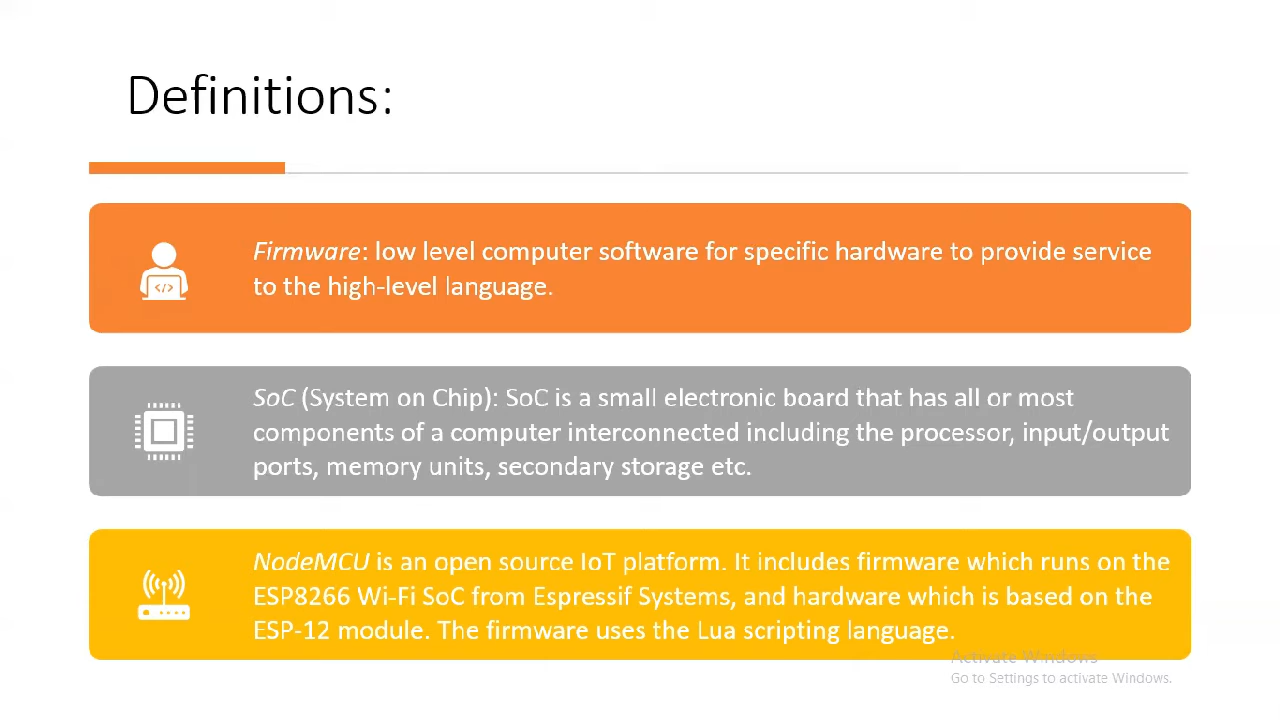 Definitions:
Firmware: low level computer software for specific hardware to provide service
to the high-level language.
SoC (System on Chip): SoC is a small electronic board that has all or most
components of a computer interconnected including the processor, input/output
ports, memory units, secondary storage etc.
NodeMCU is an open source IoT platform. It includes firmware which runs on the
ESP8266 Wi-Fi SoC from Espressif Systems, and hardware which is based on the
ESP-12 module. The firmware uses the Lua scripting language.
Activate Windows
Go to Settings to activate Windows.